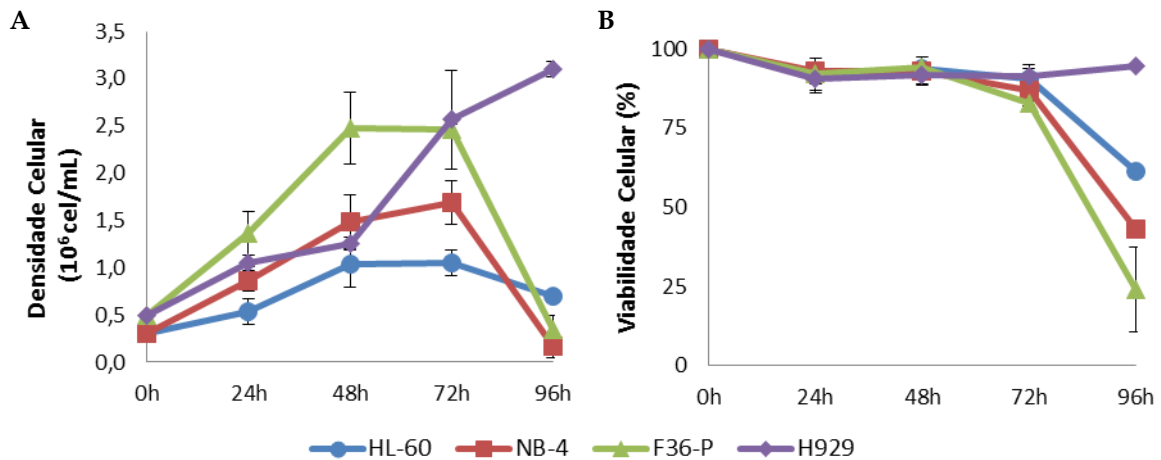 A
Densidade Celular
(10⁶cel/mL)
3,5
3,0
2,5
2,0
1,5
1,0
0,5
0,0
0h
24h
48h
72h
96h
B
Viabilidade Celular (%)
100
75
50
25
0
0h
24h
48h
72h
96h
HL-60 NB-4 F36-P H929